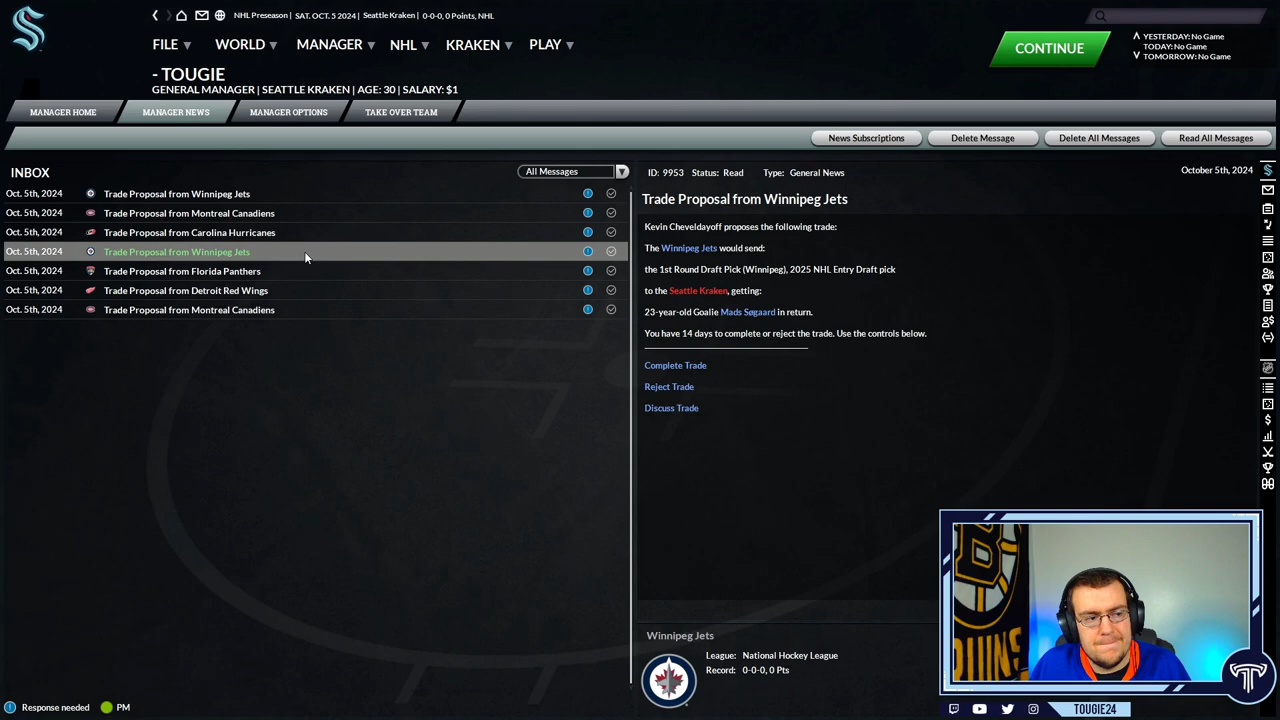 NHL Preseason | SAT. OCT. 5 2024 | Seattle Kraken | 0-0-0, 0 Points, NHL
FILE WORLD MANAGER NHL KRAKEN PLAY
CONTINUE
YESTERDAY: No Game
TODAY: No Game
TOMORROW: No Game
- TOUGIE
GENERAL MANAGER | SEATTLE KRAKEN | AGE: 30 | SALARY: $1
MANAGER HOME MANAGER NEWS MANAGER OPTIONS TAKE OVER TEAM
News Subscriptions Delete Message Delete All Messages Read All Messages
INBOX All Messages
Oct. 5th, 2024 Trade Proposal from Winnipeg Jets
Oct. 5th, 2024 Trade Proposal from Montreal Canadiens
Oct. 5th, 2024 Trade Proposal from Carolina Hurricanes
Oct. 5th, 2024 Trade Proposal from Winnipeg Jets
Oct. 5th, 2024 Trade Proposal from Florida Panthers
Oct. 5th, 2024 Trade Proposal from Detroit Red Wings
Oct. 5th, 2024 Trade Proposal from Montreal Canadiens
ID: 9953 Status: Read Type: General News October 5th, 2024
Trade Proposal from Winnipeg Jets
Kevin Cheveldayoff proposes the following trade:
The Winnipeg Jets would send:
the 1st Round Draft Pick (Winnipeg), 2025 NHL Entry Draft pick
to the Seattle Kraken, getting:
23-year-old Goalie Mads Søgaard in return.
You have 14 days to complete or reject the trade. Use the controls below.
Complete Trade
Reject Trade
Discuss Trade
Winnipeg Jets
League: National Hockey League
Record: 0-0-0, 0 Pts
Response needed PM
B
UINS
TOUGIE24